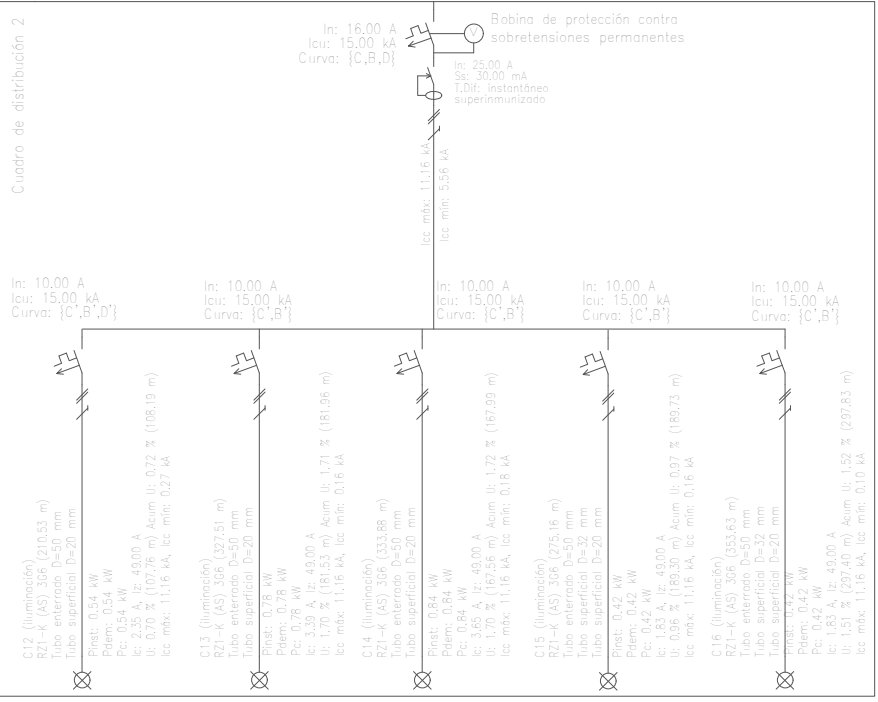 Cuadro de distribución 2
In: 16.00 A
Icu: 15.00 kA
Curva: {C,B,D}
V
Bobina de protección contra
sobretensiones permanentes
In: 25.00 A
Ss: 30.00 mA
T.Dif: instantáneo
superinmunizado
Icc máx: 11.16 kA
Icc mín: 5.56 kA
In: 10.00 A
Icu: 15.00 kA
Curva: {C',B',D'}
In: 10.00 A
Icu: 15.00 kA
Curva: {C',B'}
In: 10.00 A
Icu: 15.00 kA
Curva: {C',B'}
In: 10.00 A
Icu: 15.00 kA
Curva: {C',B'}
In: 10.00 A
Icu: 15.00 kA
Curva: {C',B'}
C12 (iluminación)
RZ1-K (AS) 3G6 (210.53 m)
Tubo enterrado D=50 mm
Tubo superficial D=20 mm
Pinst: 0.54 kW
Pdem: 0.54 kW
Pc: 0.54 kW
Ic: 2.35 A, Iz: 49.00 A
U: 0.70 % (107.76 m) Acum U: 0.72 % (108.19 m)
Icc máx: 11.16 kA, Icc mín: 0.27 kA
C13 (iluminación)
RZ1-K (AS) 3G6 (327.51 m)
Tubo enterrado D=50 mm
Tubo superficial D=20 mm
Pinst: 0.78 kW
Pdem: 0.78 kW
Pc: 0.78 kW
Ic: 3.39 A, Iz: 49.00 A
U: 1.70 % (181.53 m) Acum U: 1.71 % (181.96 m)
Icc máx: 11.16 kA, Icc mín: 0.16 kA
C14 (iluminación)
RZ1-K (AS) 3G6 (333.88 m)
Tubo enterrado D=50 mm
Tubo superficial D=32 mm
Tubo superficial D=20 mm
Pinst: 0.84 kW
Pdem: 0.84 kW
Pc: 0.84 kW
Ic: 3.65 A, Iz: 49.00 A
U: 1.70 % (167.56 m) Acum U: 1.72 % (167.99 m)
Icc máx: 11.16 kA, Icc mín: 0.18 kA
C15 (iluminación)
RZ1-K (AS) 3G6 (275.16 m)
Tubo enterrado D=50 mm
Tubo superficial D=32 mm
Tubo superficial D=20 mm
Pinst: 0.42 kW
Pdem: 0.42 kW
Pc: 0.42 kW
Ic: 1.83 A, Iz: 49.00 A
U: 0.96 % (189.30 m) Acum U: 0.97 % (189.73 m)
Icc máx: 11.16 kA, Icc mín: 0.16 kA
C16 (iluminación)
RZ1-K (AS) 3G6 (353.63 m)
Tubo enterrado D=50 mm
Tubo superficial D=32 mm
Tubo superficial D=20 mm
Pinst: 0.42 kW
Pdem: 0.42 kW
Pc: 0.42 kW
Ic: 1.83 A, Iz: 49.00 A
U: 1.51 % (297.40 m) Acum U: 1.52 % (297.83 m)
Icc máx: 11.16 kA, Icc mín: 0.10 kA